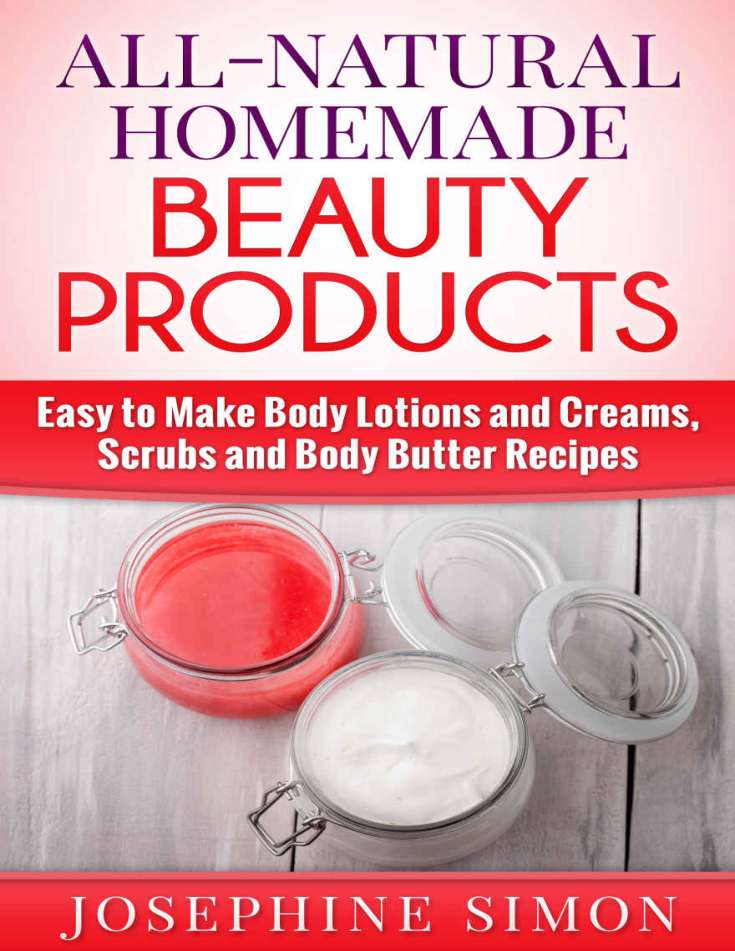 ALL-NATURAL
HOMEMADE
BEAUTY
PRODUCTS
Easy to Make Body Lotions and Creams,
Scrubs and Body Butter Recipes
JOSEPHINE SIMON